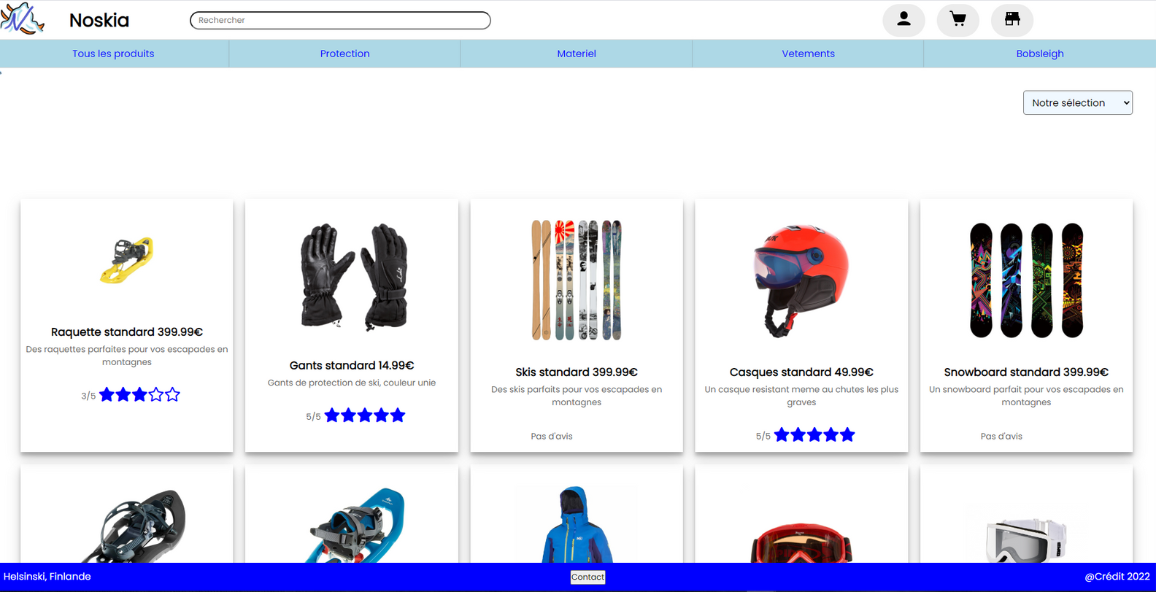 Noskia
Rechercher
Tous les produits
Protection
Materiel
Vetements
Bobsleigh
Notre sélection
Raquette standard 399.99€
Des raquettes parfaites pour vos escapades en
montagnes
3/5
Gants standard 14.99€
Gants de protection de ski, couleur unie
5/5
Skis standard 399.99€
Des skis parfaits pour vos escapades en
montagnes
Pas d'avis
Casques standard 49.99€
Un casque resistant meme au chutes les plus
graves
5/5
Snowboard standard 399.99€
Un snowboard parfait pour vos escapades en
montagnes
Pas d'avis
Helsinski, Finlande
Contact
@Crédit 2022